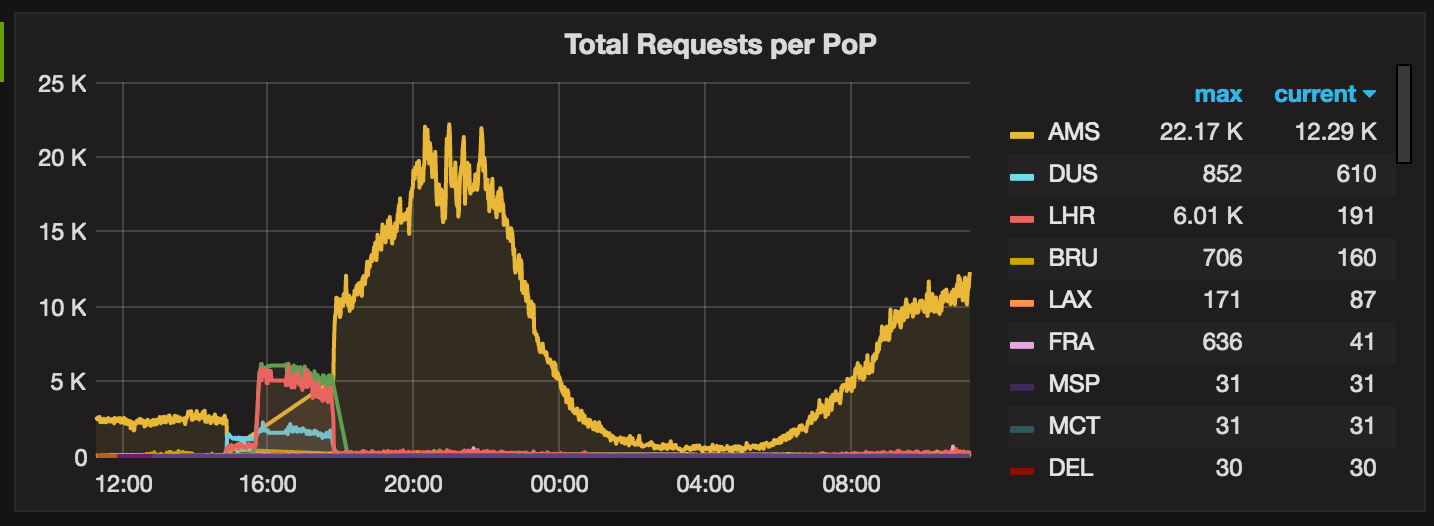 Total Requests per PoP
25 K
20 K
15 K
10 K
5 K
0
12:00 16:00 20:00 00:00 04:00 08:00
max current
AMS 22.17 K 12.29 K
DUS 852 610
LHR 6.01 K 191
BRU 706 160
LAX 171 87
FRA 636 41
MSP 31 31
MCT 31 31
DEL 30 30